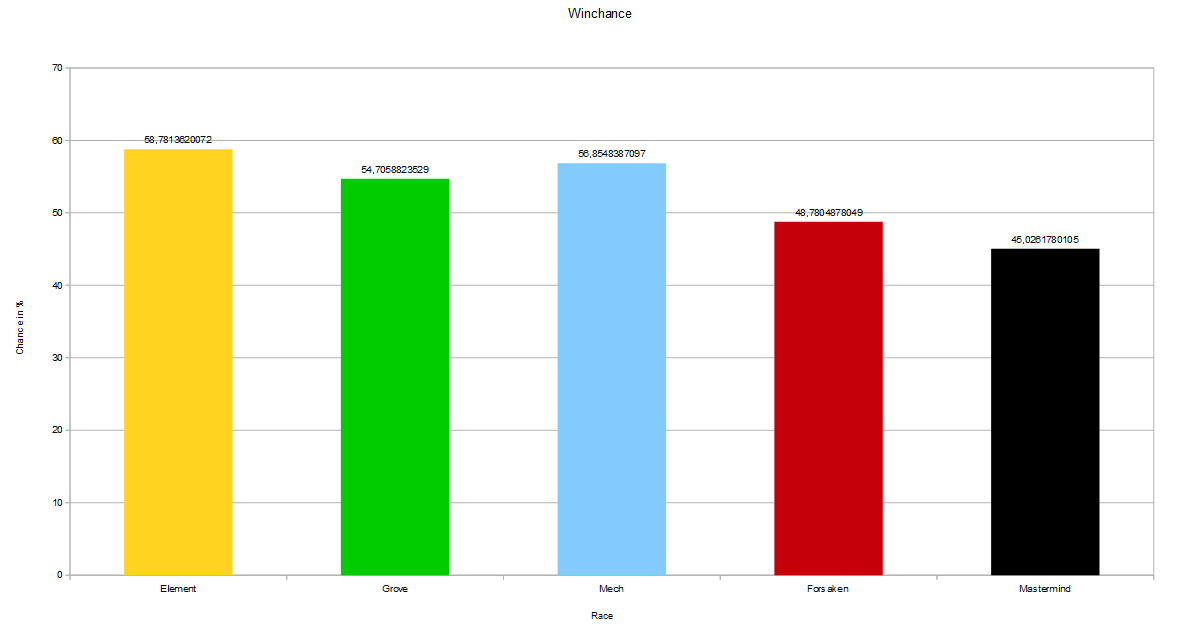 Winchance
70
60
50
40
30
20
10
0
Chance in %
58,7813620072
54,7058823529
56,8548387097
48,7804878049
45,0261780105
Element
Grove
Mech
Forsaken
Mastermind
Race